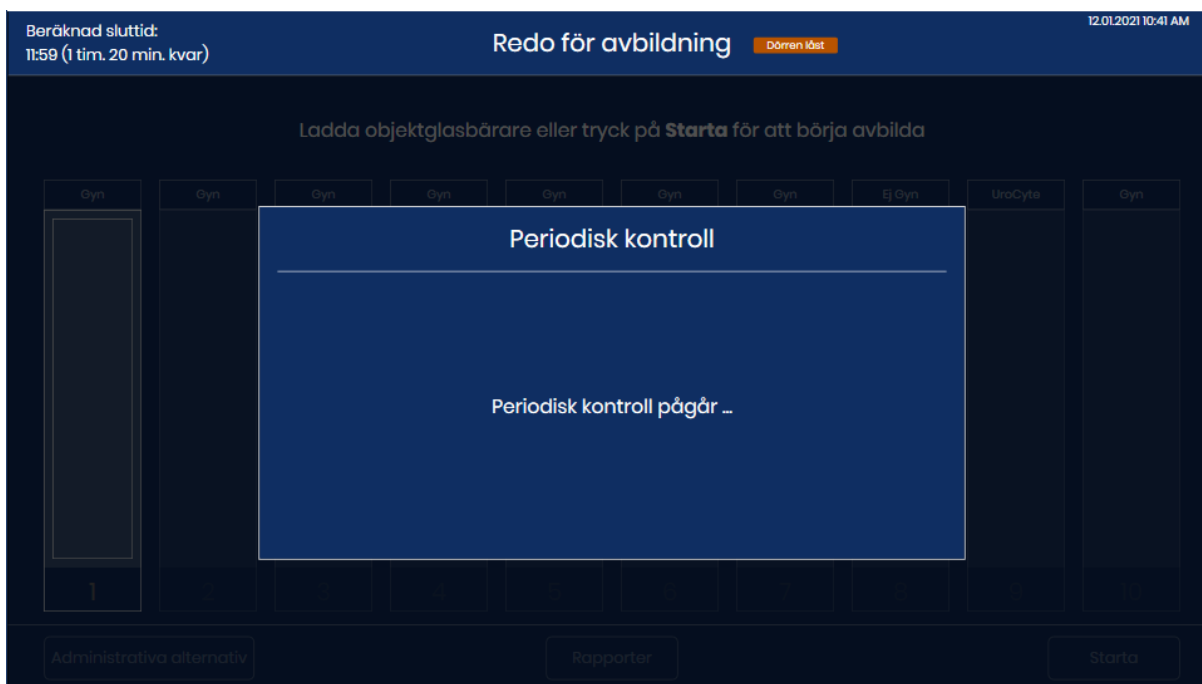 Beräknad sluttid:
11:59 (1 tim. 20 min. kvar)
Redo för avbildning
Dörren låst
12.01.2021 10:41 AM
Ladda objektglasbärare eller tryck på Starta för att börja avbilda
Gyn Gyn Gyn Gyn Gyn Gyn Gyn Ej Gyn UroCyte Gyn
Periodisk kontroll
Periodisk kontroll pågår ...
1 2 3 4 5 6 7 8 9 10
Administrativa alternativ Rapporter Starta